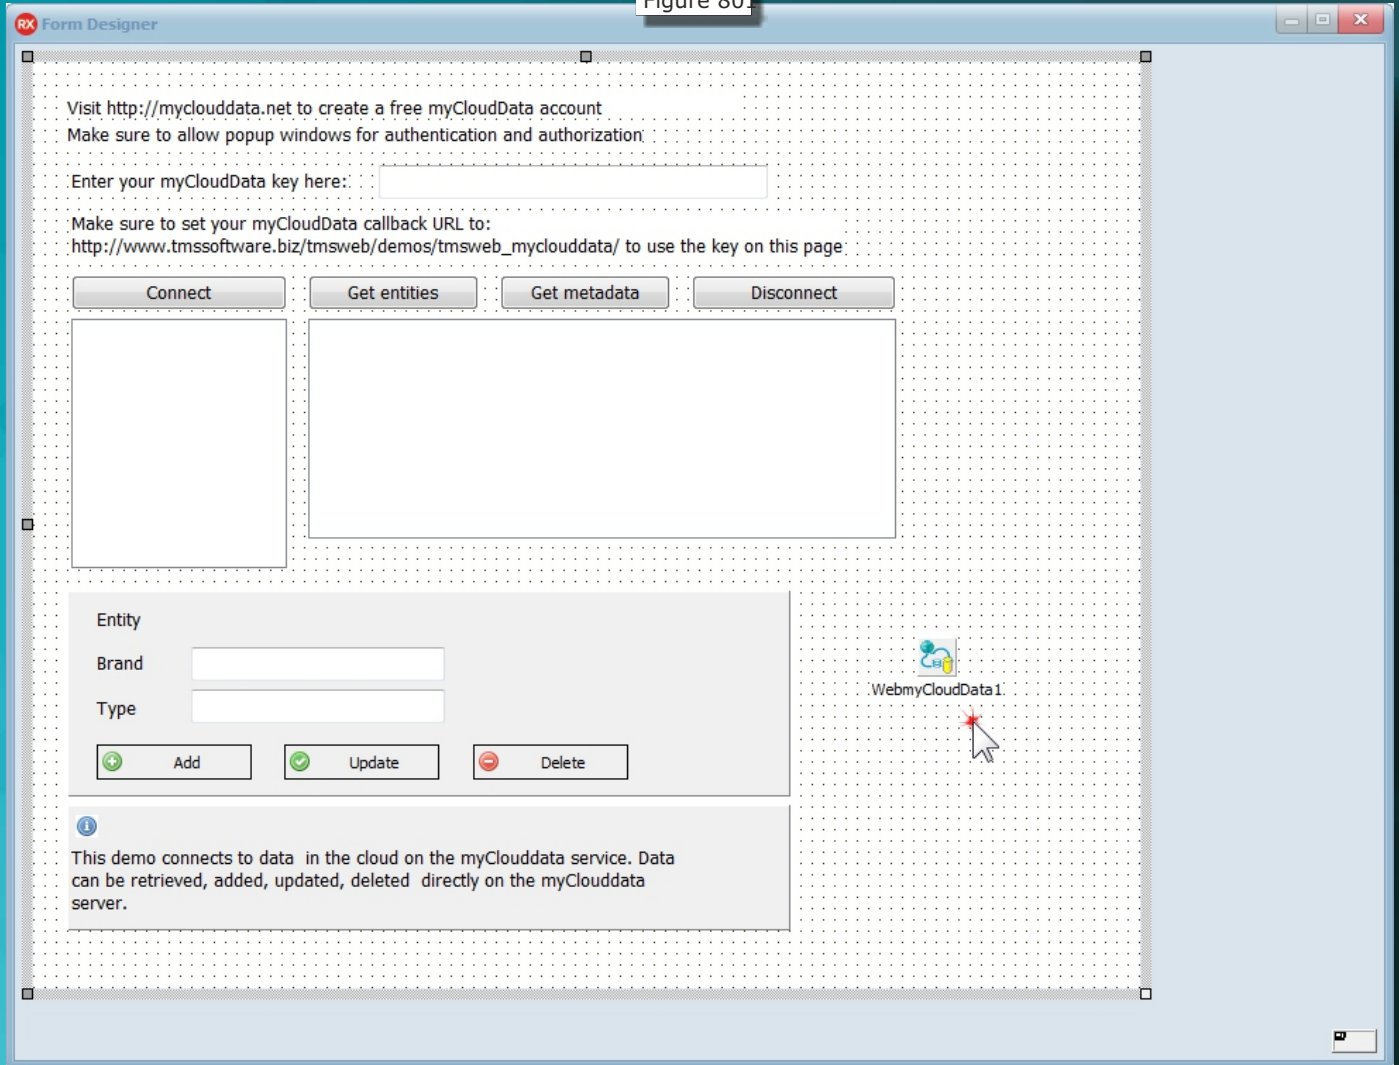 Figure 801
RX Form Designer
Visit http://myclouddata.net to create a free myCloudData account
Make sure to allow popup windows for authentication and authorization
Enter your myCloudData key here:
Make sure to set your myCloudData callback URL to:
http://www.tmssoftware.biz/tmsweb/demos/tmsweb_myclouddata/ to use the key on this page
Connect Get entities Get metadata Disconnect
Entity
Brand
WebmyCloudData1
Type
Add Update Delete
This demo connects to data  in the cloud on the myClouddata service. Data
can be retrieved, added, updated, deleted  directly on the myClouddata
server.